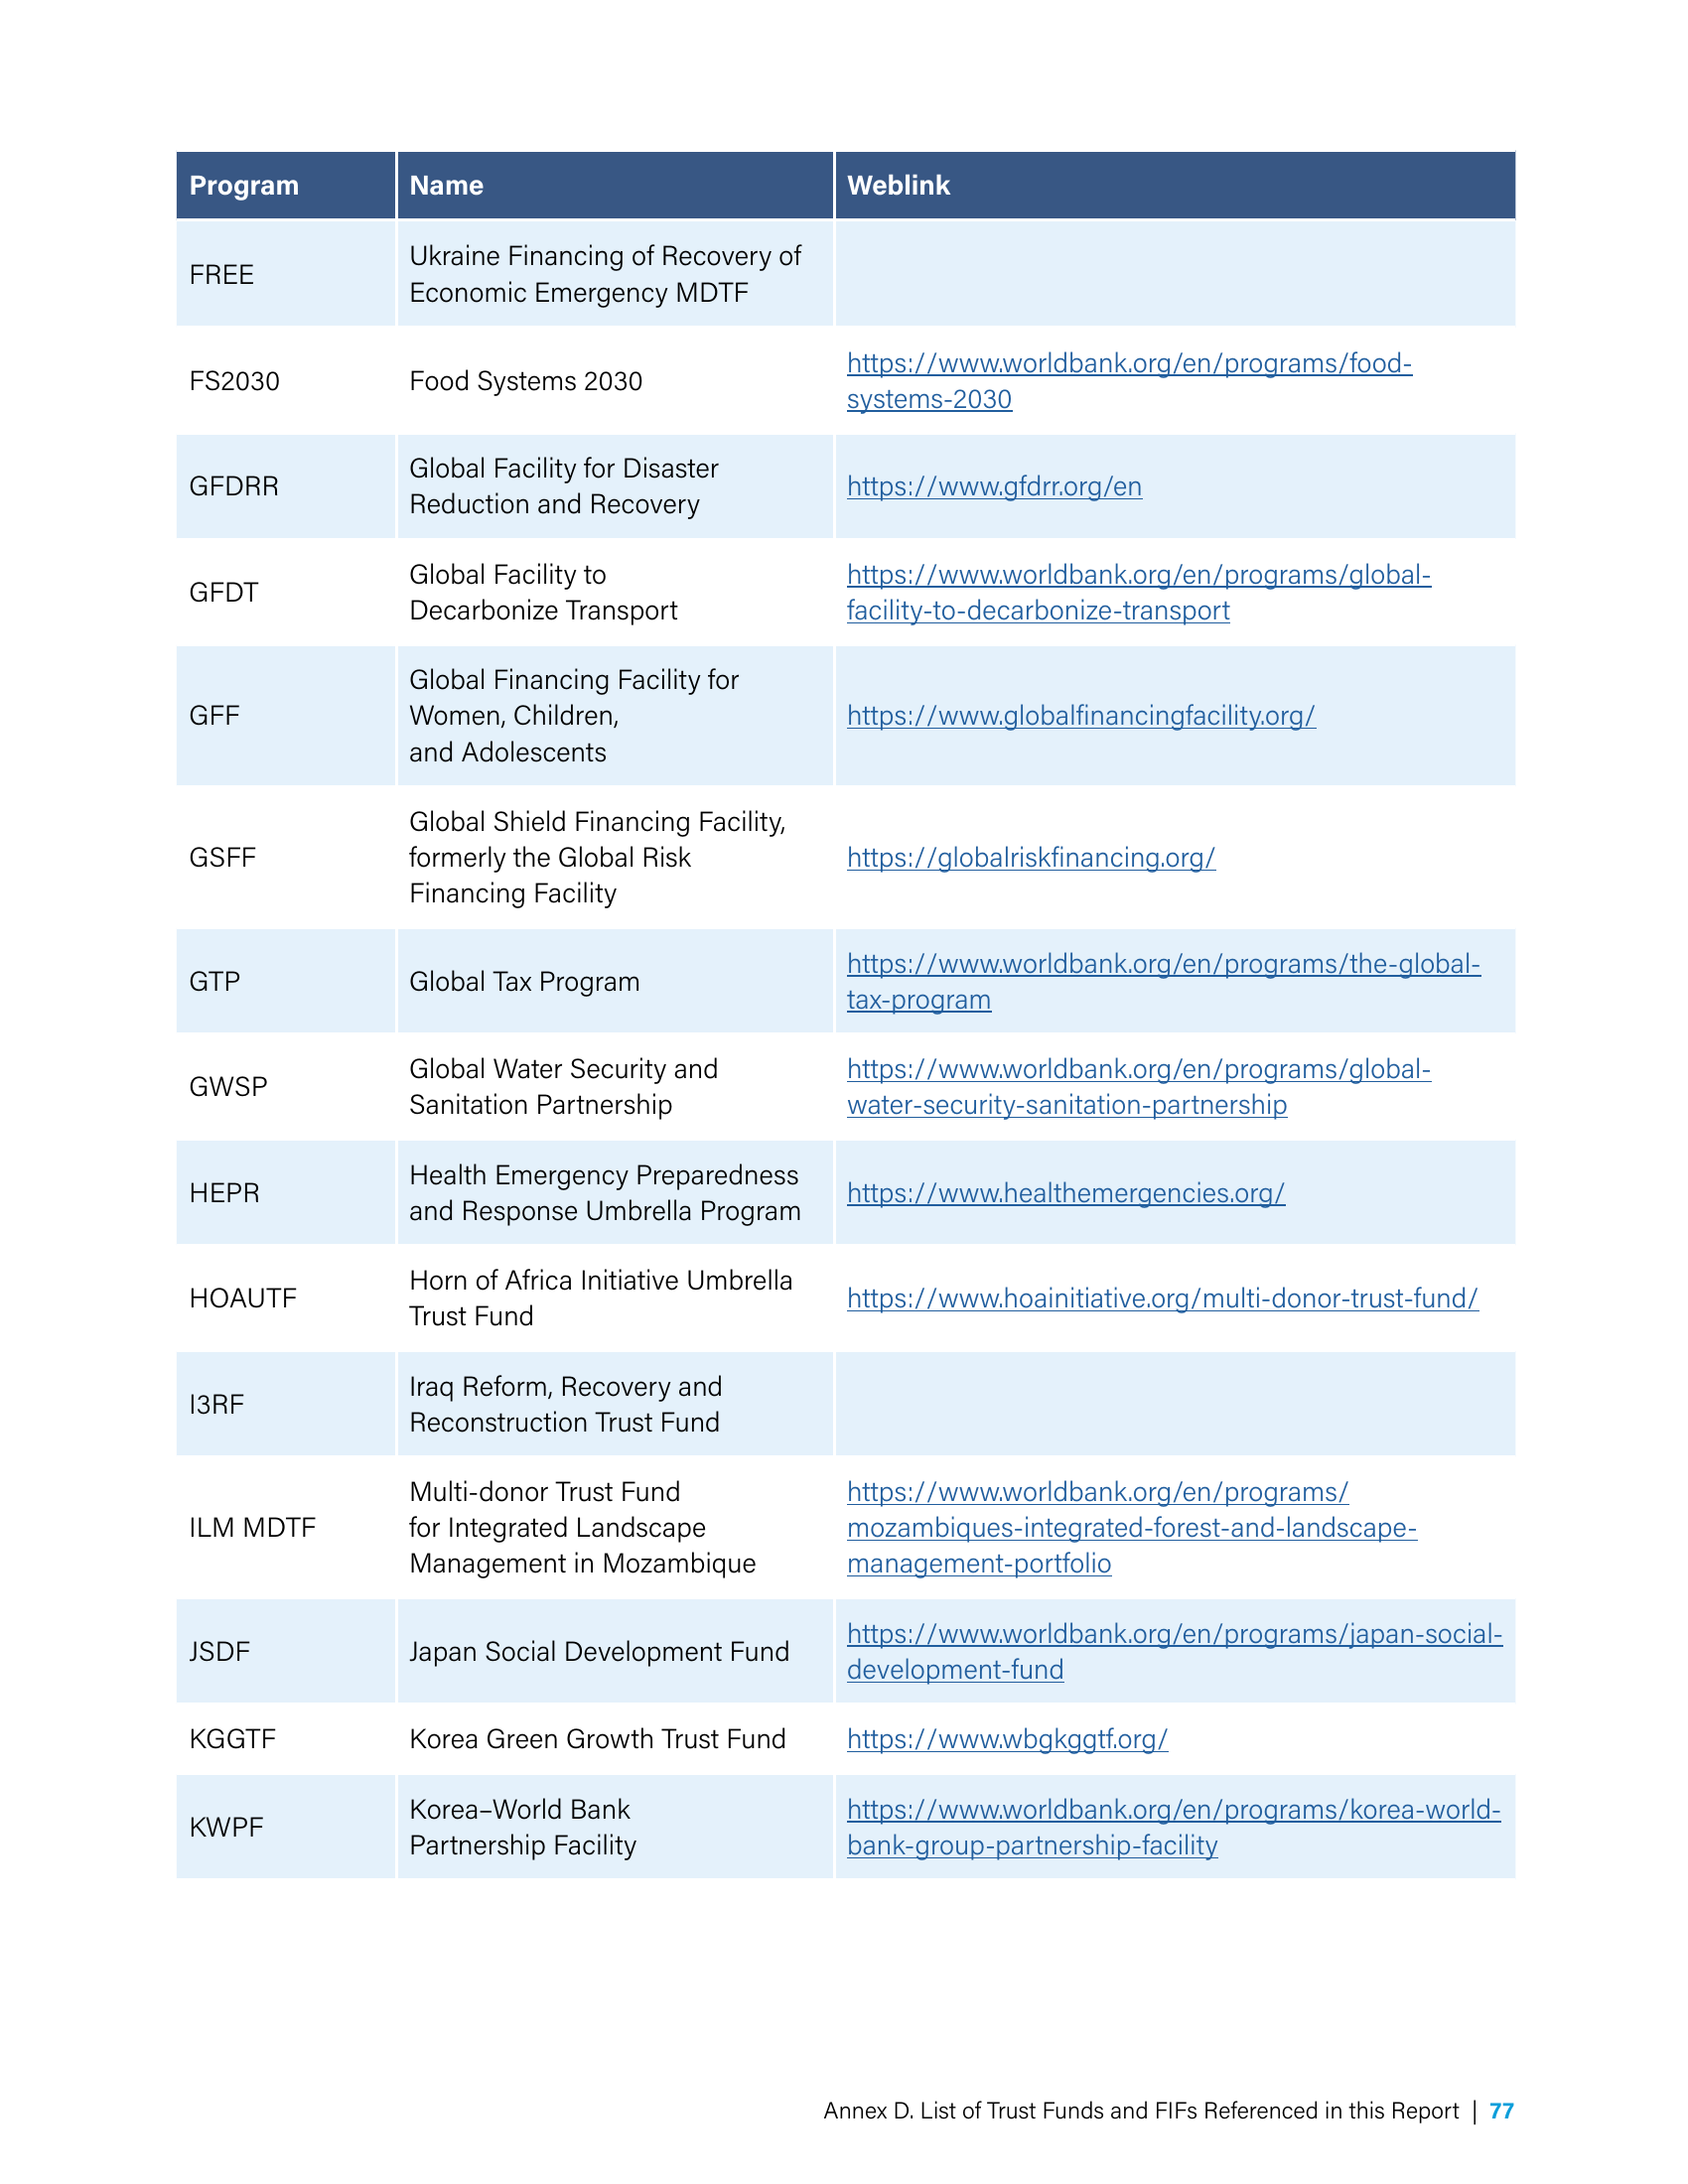 Program Name Weblink
FREE
Ukraine Financing of Recovery of
Economic Emergency MDTF
FS2030
Food Systems 2030
https://www.worldbank.org/en/programs/food-
systems-2030
GFDRR
Global Facility for Disaster
Reduction and Recovery
https://www.gfdrr.org/en
GFDT
Global Facility to
Decarbonize Transport
https://www.worldbank.org/en/programs/global-
facility-to-decarbonize-transport
GFF
Global Financing Facility for
Women, Children,
and Adolescents
https://www.globalfinancingfacility.org/
GSFF
Global Shield Financing Facility,
formerly the Global Risk
Financing Facility
https://globalriskfinancing.org/
GTP
Global Tax Program
https://www.worldbank.org/en/programs/the-global-
tax-program
GWSP
Global Water Security and
Sanitation Partnership
https://www.worldbank.org/en/programs/global-
water-security-sanitation-partnership
HEPR
Health Emergency Preparedness
and Response Umbrella Program
https://www.healthemergencies.org/
HOAUTF
Horn of Africa Initiative Umbrella
Trust Fund
https://www.hoainitiative.org/multi-donor-trust-fund/
I3RF
Iraq Reform, Recovery and
Reconstruction Trust Fund
ILM MDTF
Multi-donor Trust Fund
for Integrated Landscape
Management in Mozambique
https://www.worldbank.org/en/programs/
mozambiques-integrated-forest-and-landscape-
management-portfolio
JSDF
Japan Social Development Fund
https://www.worldbank.org/en/programs/japan-social-
development-fund
KGGTF
Korea Green Growth Trust Fund
https://www.wbgkggtf.org/
KWPF
Korea–World Bank
Partnership Facility
https://www.worldbank.org/en/programs/korea-world-
bank-group-partnership-facility
Annex D. List of Trust Funds and FIFs Referenced in this Report | 77